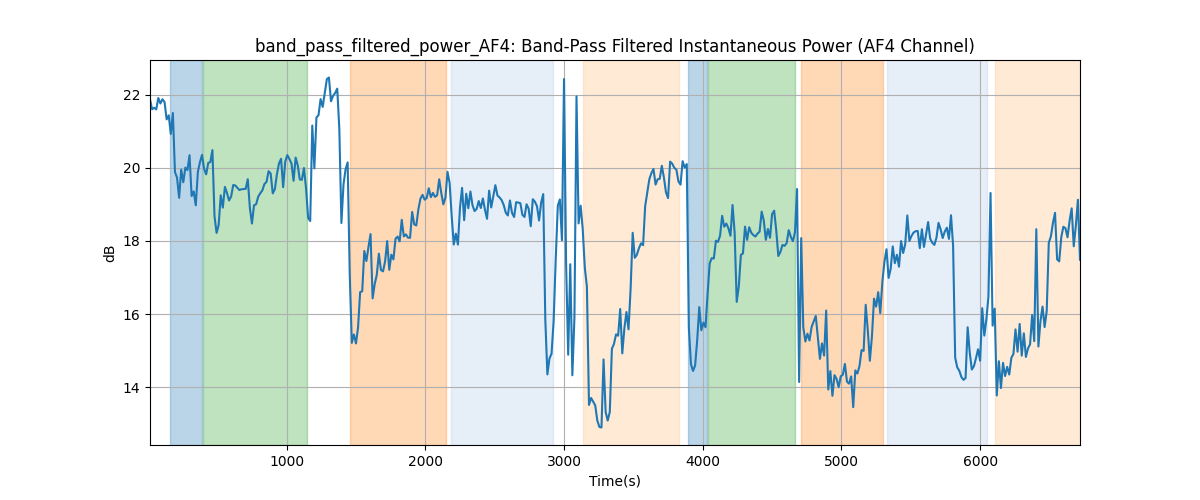 band_pass_filtered_power_AF4: Band-Pass Filtered Instantaneous Power (AF4 Channel)
22
20
18
16
14
dB
1000 2000 3000 4000 5000 6000
Time(s)